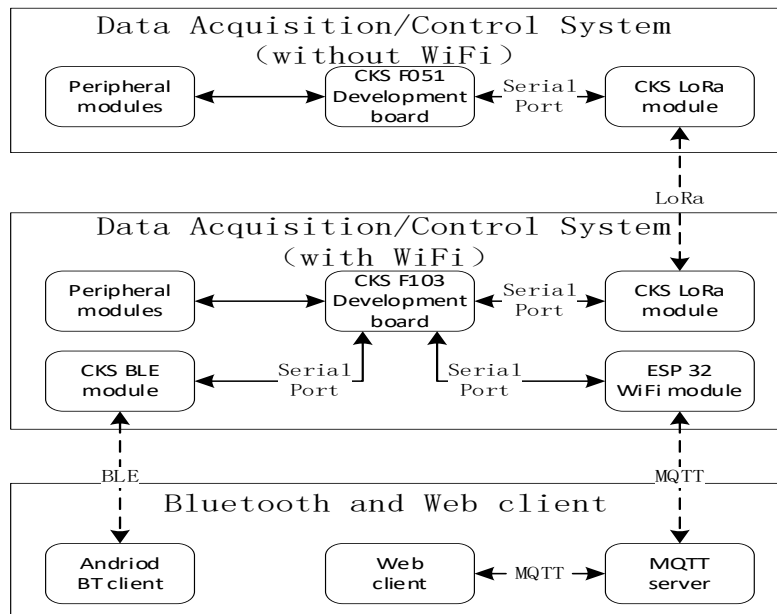 Data Acquisition/Control System
(without WiFi)
Peripheral
modules
CKS F051
Development
board
Serial
Port
CKS LoRa
module
LoRa
Data Acquisition/Control System
(with WiFi)
Peripheral
modules
CKS F103
Development
board
Serial
Port
CKS LoRa
module
CKS BLE
module
Serial
Port
Serial
Port
ESP 32
WiFi module
BLE
MQTT
Bluetooth and Web client
Andriod
BT client
Web
client
MQTT
MQTT
server